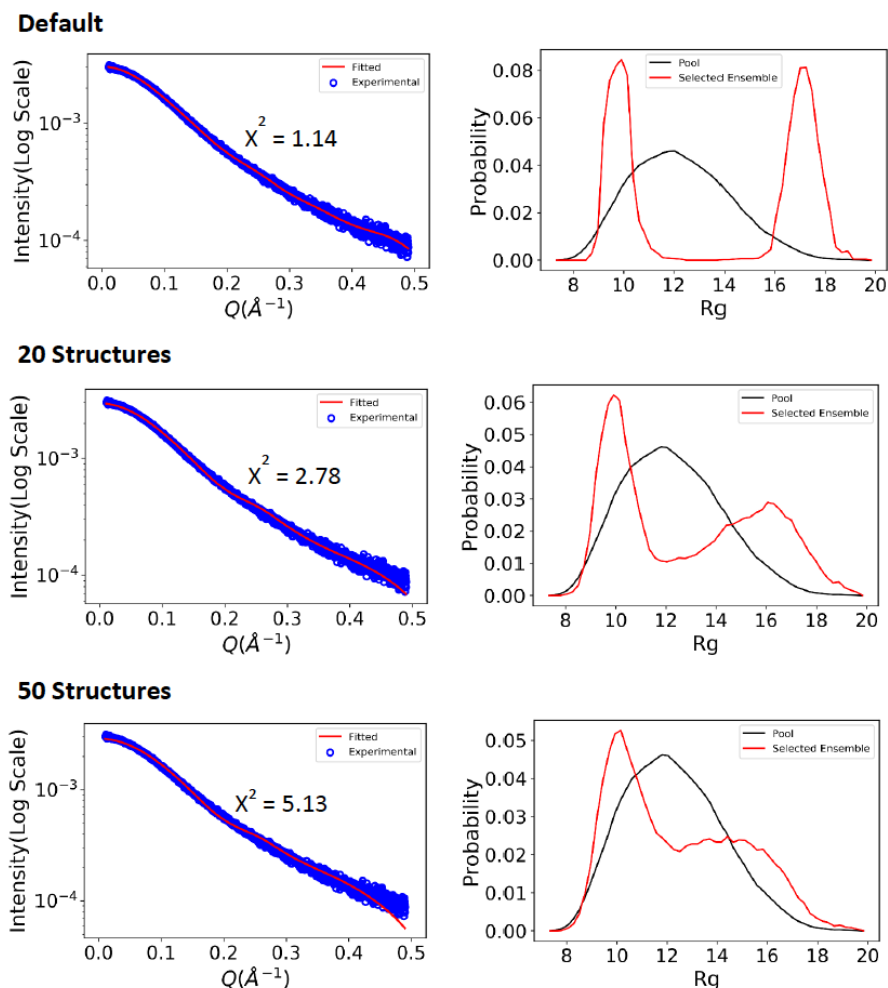 Default
Intensity(Log Scale)
10⁻³
10⁻⁴
Fitted
Experimental
X² = 1.14
0.0 0.1 0.2 0.3 0.4 0.5
Q(Å⁻¹)
Probability
0.08
0.06
0.04
0.02
0.00
Pool
Selected Ensemble
8 10 12 14 16 18 20
Rg
20 Structures
Intensity(Log Scale)
10⁻³
10⁻⁴
Fitted
Experimental
X² = 2.78
0.0 0.1 0.2 0.3 0.4 0.5
Q(Å⁻¹)
Probability
0.06
0.05
0.04
0.03
0.02
0.01
0.00
Pool
Selected Ensemble
8 10 12 14 16 18 20
Rg
50 Structures
Intensity(Log Scale)
10⁻³
10⁻⁴
Fitted
Experimental
X² = 5.13
0.0 0.1 0.2 0.3 0.4 0.5
Q(Å⁻¹)
Probability
0.05
0.04
0.03
0.02
0.01
0.00
Pool
Selected Ensemble
8 10 12 14 16 18 20
Rg